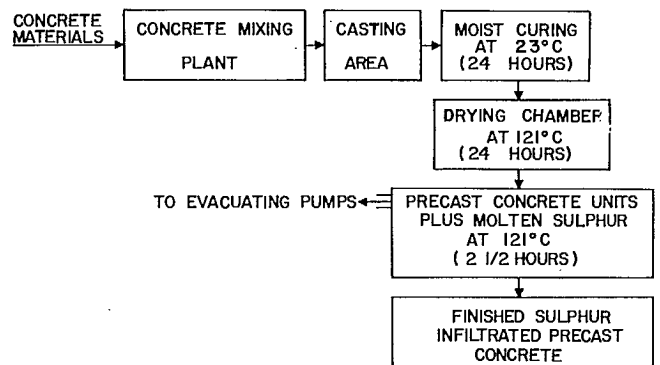 CONCRETE
MATERIALS
CONCRETE MIXING
PLANT
CASTING
AREA
MOIST CURING
AT 23°C
(24 HOURS)
DRYING CHAMBER
AT 121°C
(24 HOURS)
TO EVACUATING PUMPS
PRECAST CONCRETE UNITS
PLUS MOLTEN SULPHUR
AT 121°C
( 2 1/2 HOURS )
FINISHED SULPHUR
INFILTRATED PRECAST
CONCRETE